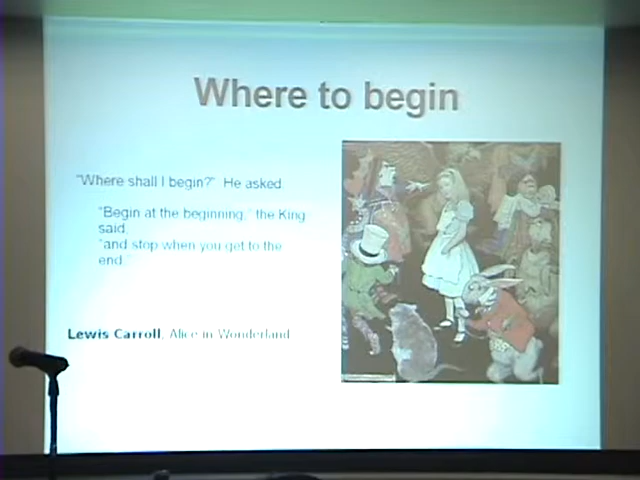 Where to begin
"Where shall I begin?" He asked.
"Begin at the beginning," the King
said,
"and stop when you get to the
end."
Lewis Carroll, Alice in Wonderland